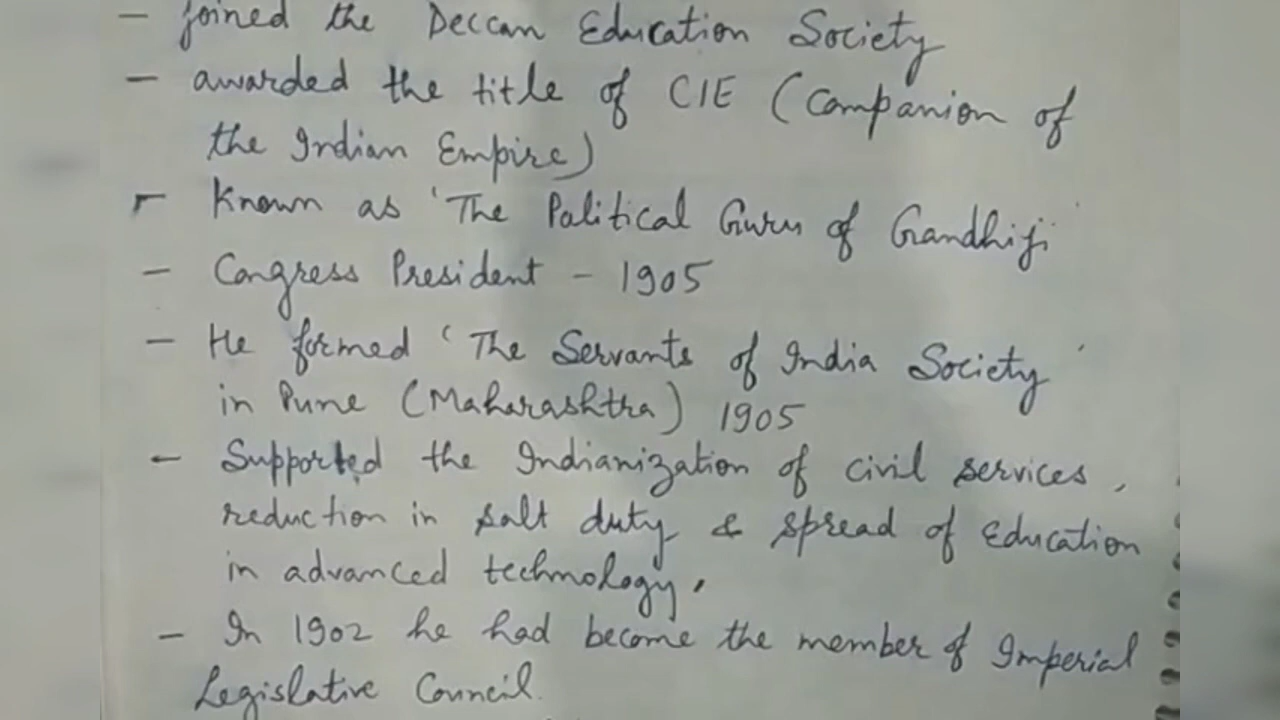 - joined the Deccan Education Society
- awarded the title of CIE (Companion of
the Indian Empire)
- Known as 'The Political Guru of Gandhiji
- Congress President - 1905
- He formed 'The Servants of India Society'
in Pune (Maharashtra) 1905
- Supported the Indianization of civil services,
reduction in salt duty & spread of Education
in advanced technology.
- In 1902 he had become the member of Imperial
Legislative Council.